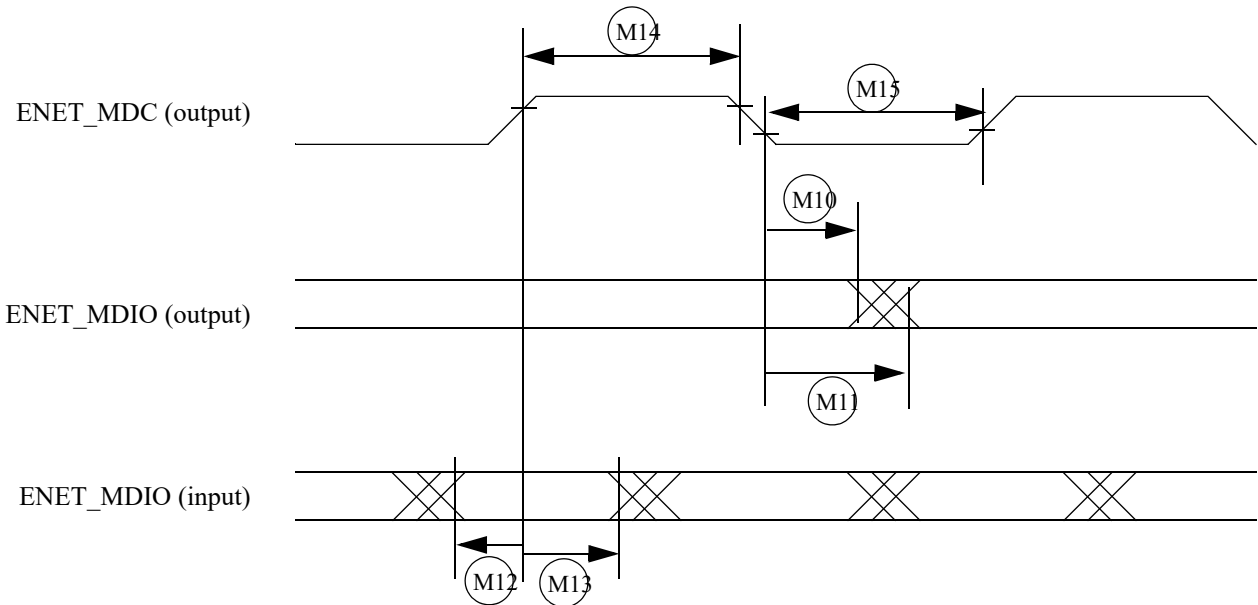 M14
M15
ENET_MDC (output)
M10
ENET_MDIO (output)
M11
ENET_MDIO (input)
M12
M13